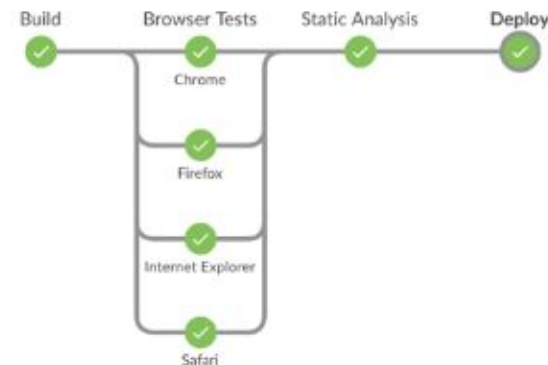 Build
Browser Tests
Static Analysis
Deploy
Chrome
Firefox
Internet Explorer
Safari